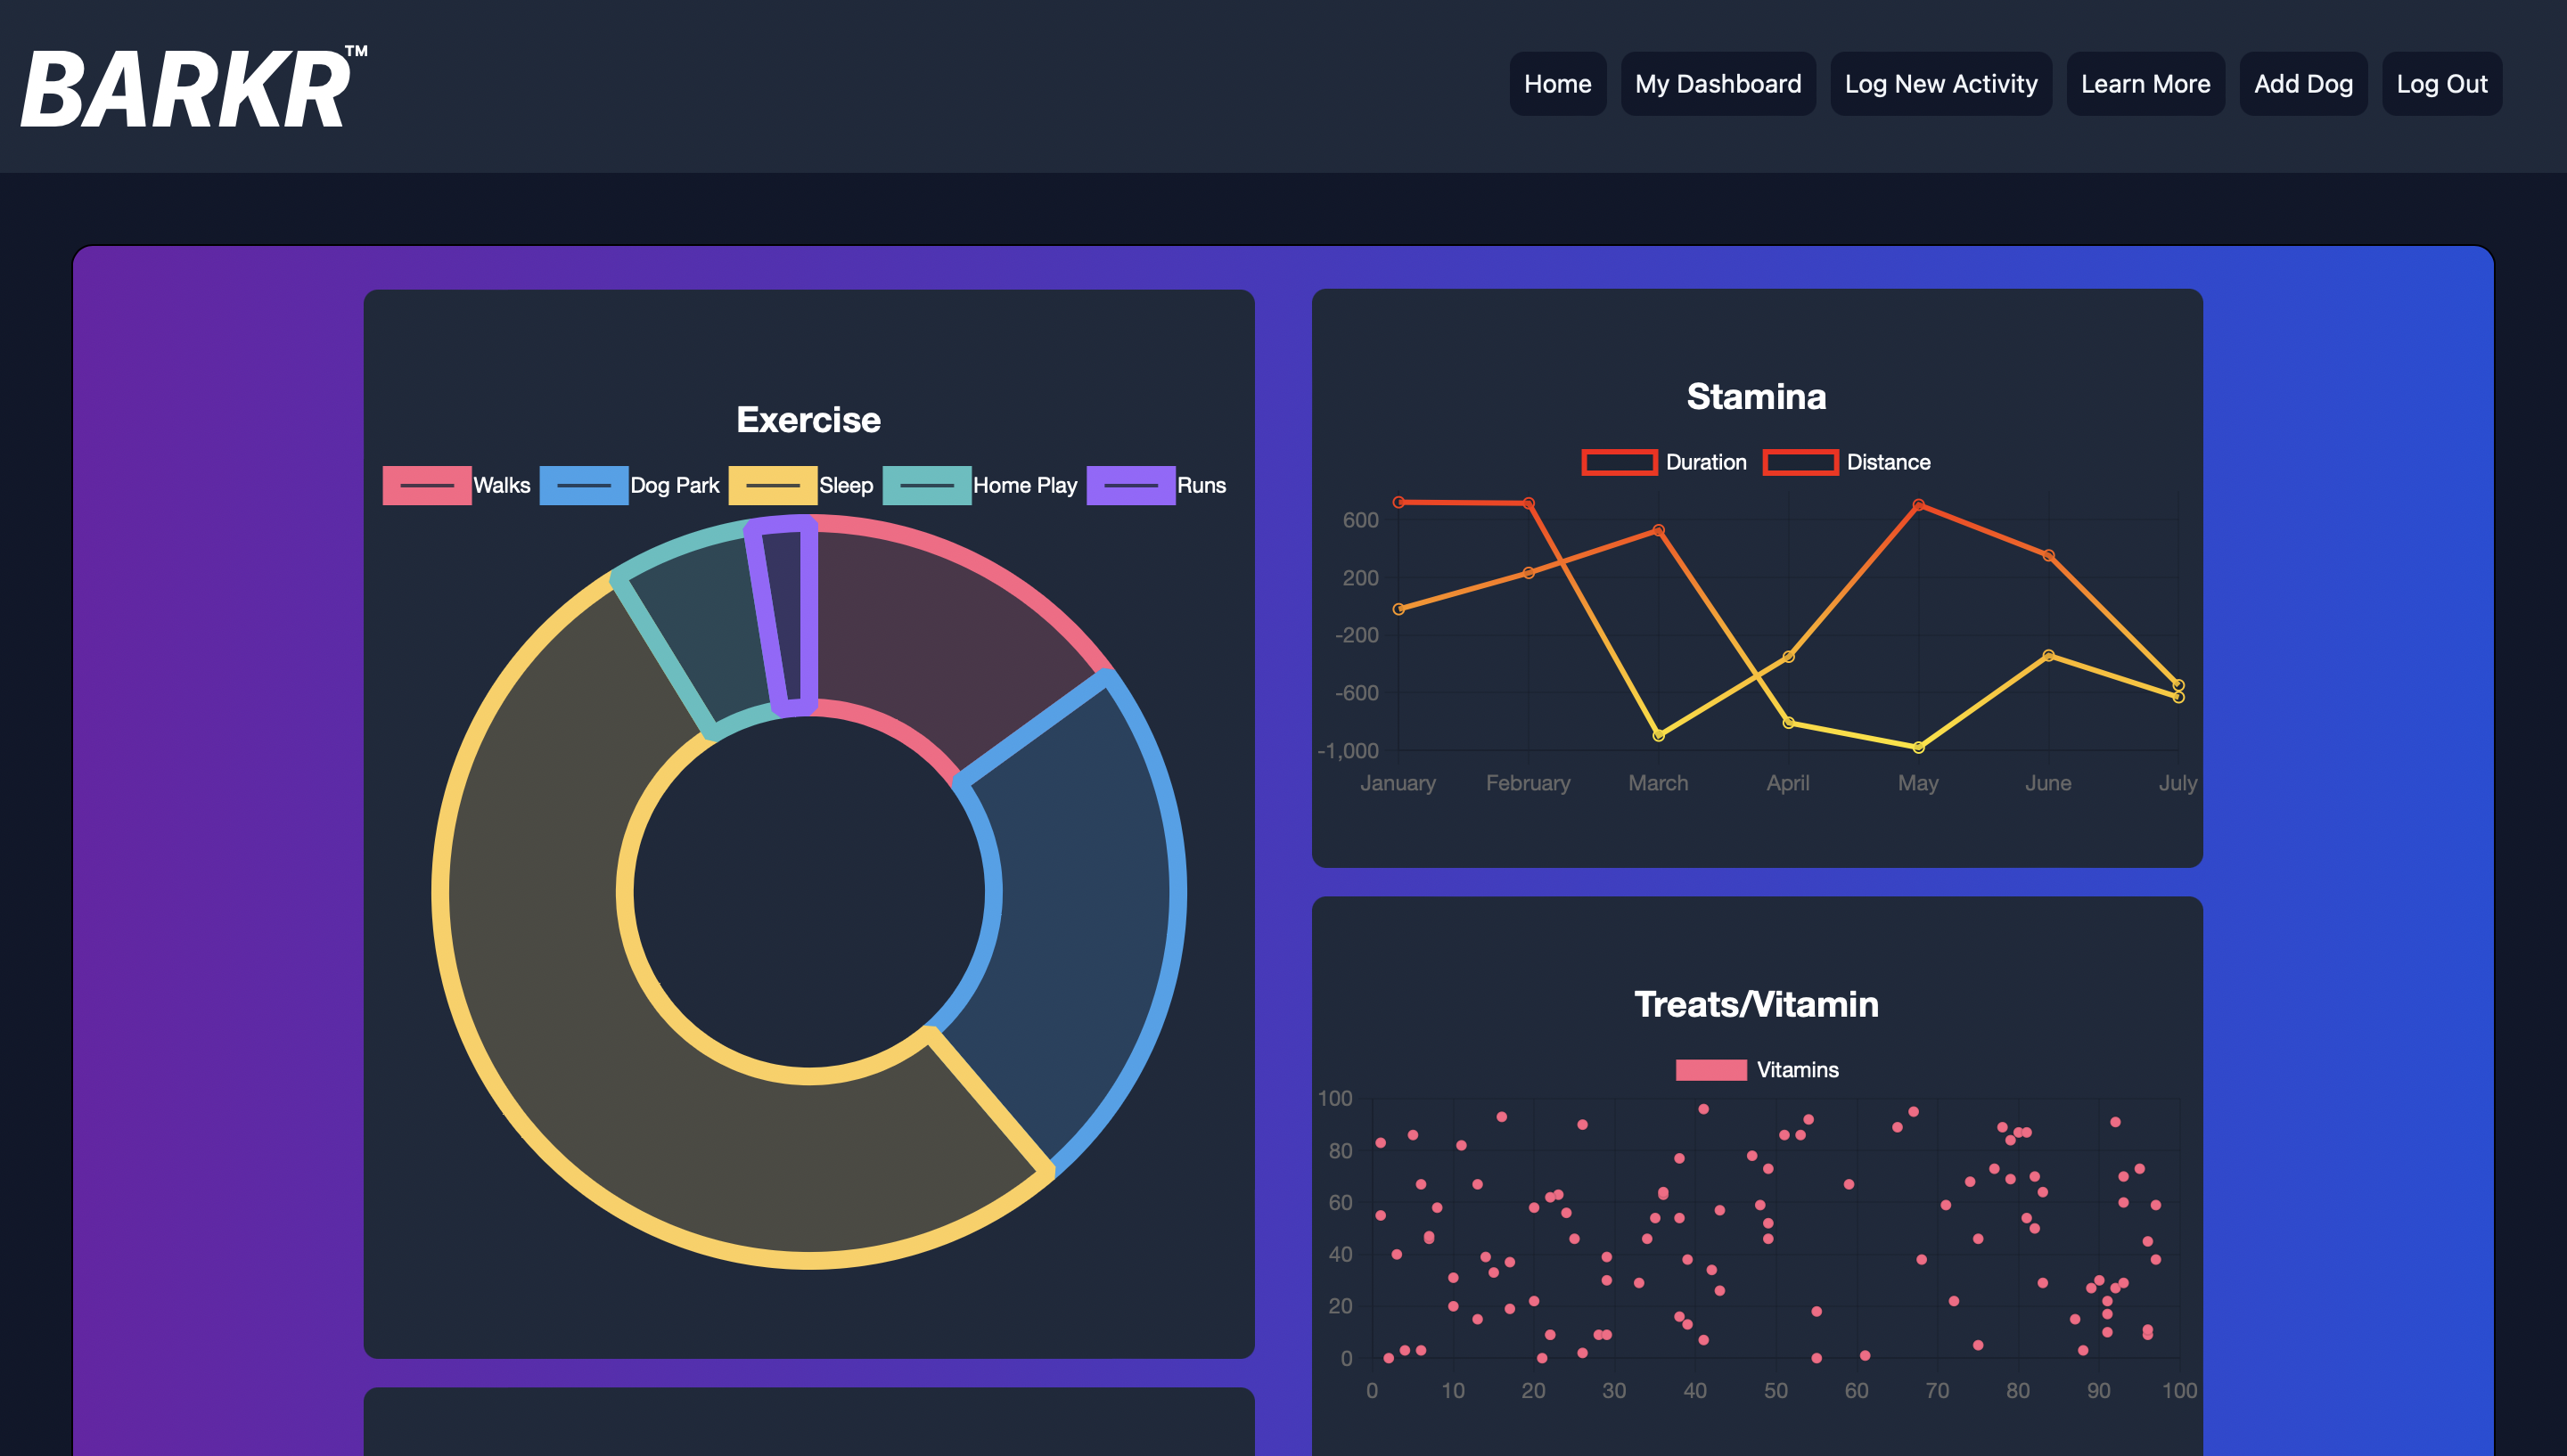 BARKR™
Home My Dashboard Log New Activity Learn More Add Dog Log Out
Exercise
Walks Dog Park Sleep Home Play Runs
Stamina
Duration Distance
600
200
-200
-600
-1,000
January February March April May June July
Treats/Vitamin
Vitamins
100
80
60
40
20
0
0 10 20 30 40 50 60 70 80 90 100